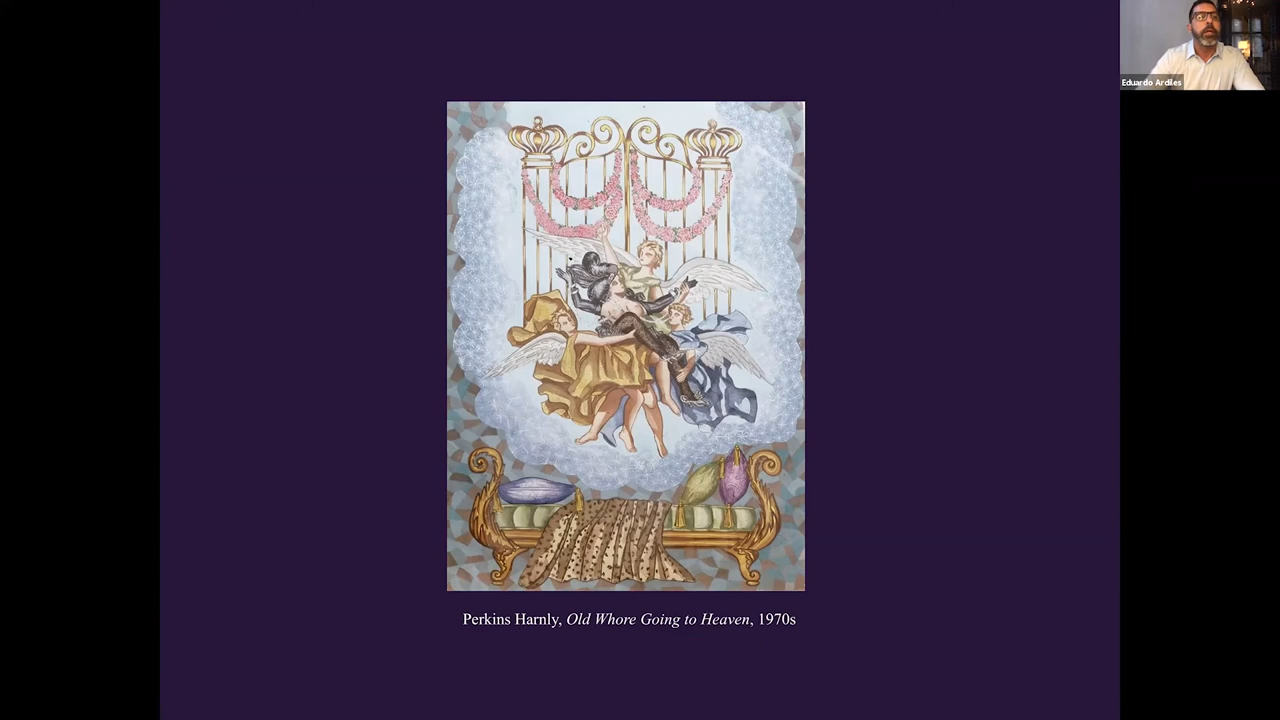 Eduardo Ardiles
Perkins Harnly, Old Whore Going to Heaven, 1970s